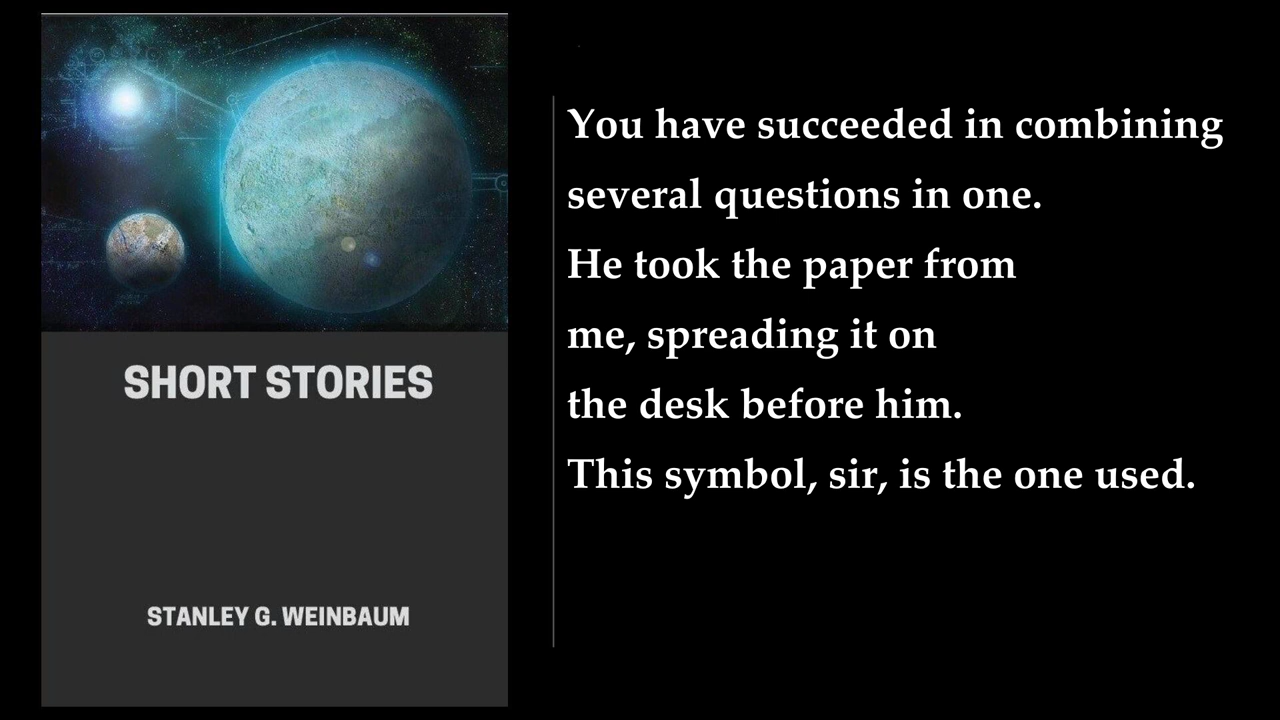 SHORT STORIES
STANLEY G. WEINBAUM
You have succeeded in combining
several questions in one.
He took the paper from
me, spreading it on
the desk before him.
This symbol, sir, is the one used.